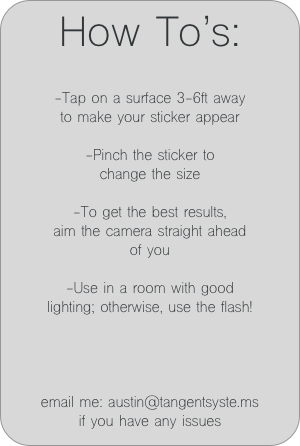 How To's:
-Tap on a surface 3-6ft away
to make your sticker appear
-Pinch the sticker to
change the size
-To get the best results,
aim the camera straight ahead
of you
-Use in a room with good
lighting; otherwise, use the flash!
email me: austin@tangentsyste.ms
if you have any issues